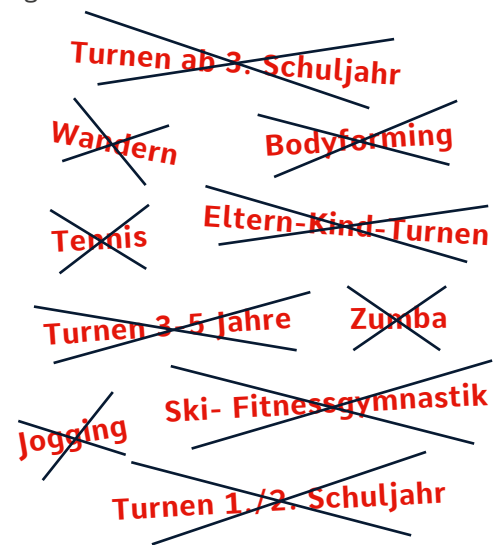 Turnen ab 3. Schuljahr
Wandern
Bodyforming
Eltern-Kind-Turnen
Tennis
Turnen 3-5 Jahre
Zumba
Ski- Fitnessgymnastik
Jogging
Turnen 1./2. Schuljahr